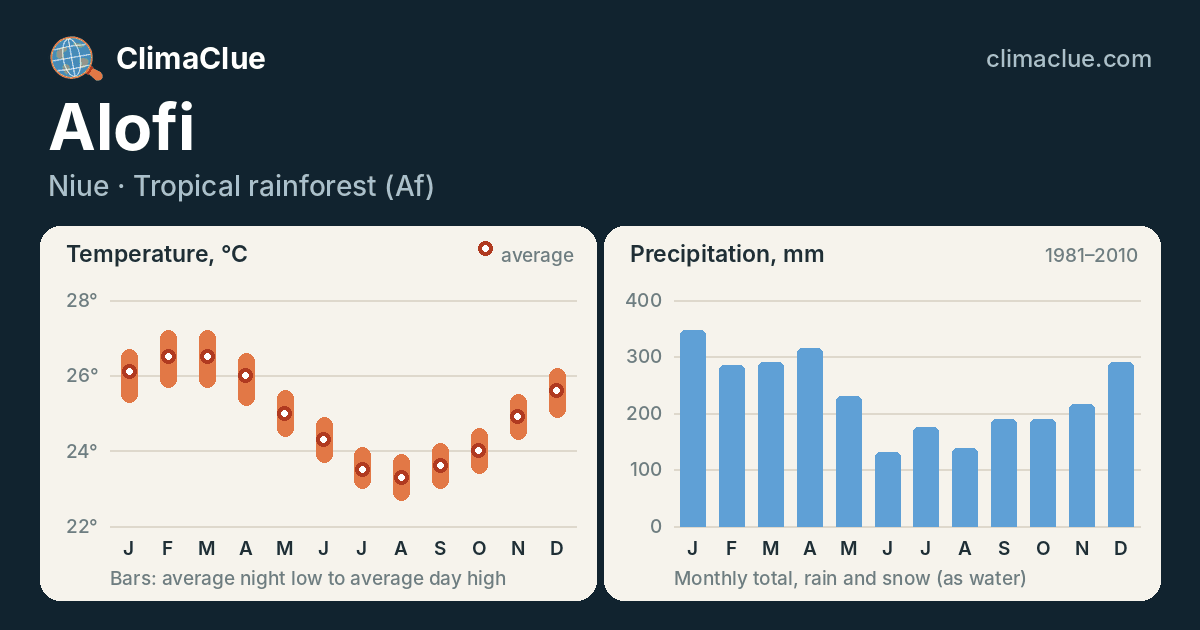 ClimaClue
climaclue.com
Alofi
Niue · Tropical rainforest (Af)
Temperature, °C
average
28°
26°
24°
22°
J F M A M J J A S O N D
Bars: average night low to average day high
Precipitation, mm
1981–2010
400
300
200
100
0
J F M A M J J A S O N D
Monthly total, rain and snow (as water)